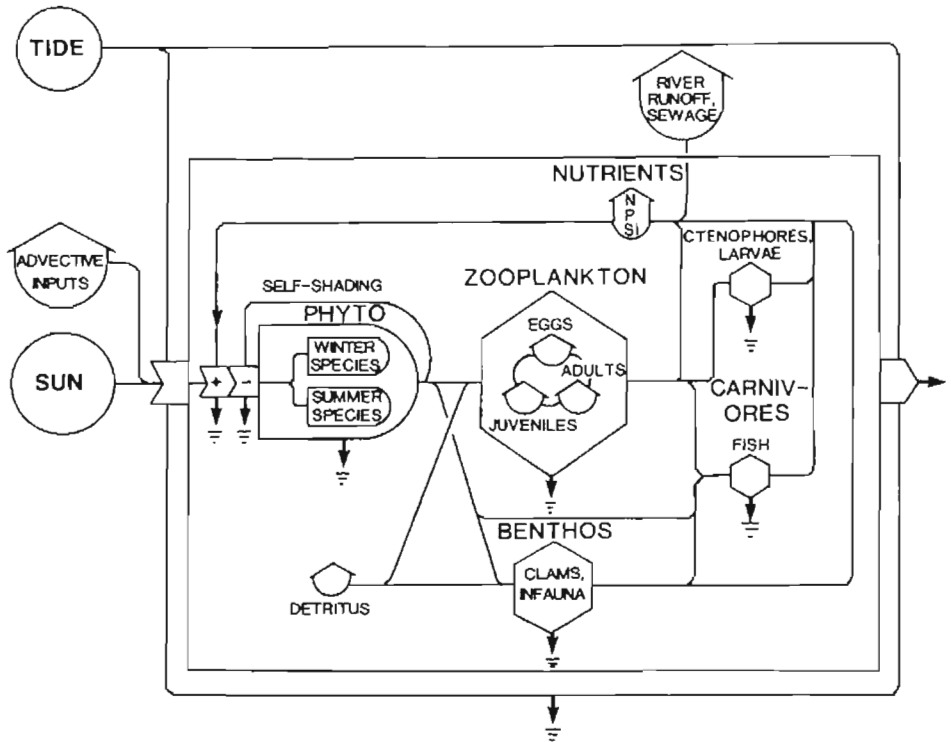 TIDE
RIVER
RUNOFF,
SEWAGE
NUTRIENTS
N
P
Si
CTENOPHORES,
LARVAE
ADVECTIVE
INPUTS
SELF-SHADING
ZOOPLANKTON
PHYTO
EGGS
WINTER
SPECIES
ADULTS
SUN
+
-
SUMMER
SPECIES
JUVENILES
CARNIV-
ORES
FISH
BENTHOS
CLAMS,
INFAUNA
DETRITUS